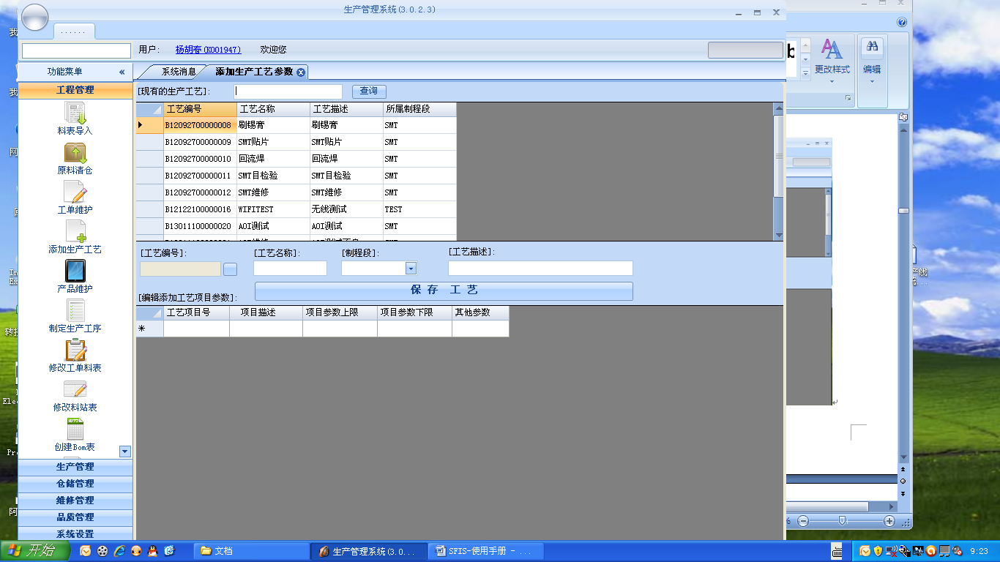 生产管理系统(3.0.2.3)
······
用户: 杨胡春(K001947) 欢迎您
功能菜单 «
系统消息 添加生产工艺参数
工程管理
料表导入
原料清仓
工单维护
添加生产工艺
产品维护
制定生产工序
修改工单料表
修改料站表
AUTO
创建Bom表
生产管理
仓储管理
维修管理
品质管理
系统设置
[现有的生产工艺]: 查询
工艺编号 工艺名称 工艺描述 所属制程段
B12092700000008 刷锡膏 刷锡膏 SMT
B12092700000009 SMT贴片 SMT贴片 SMT
B12092700000010 回流焊 回流焊 SMT
B12092700000011 SMT目检验 SMT目检验 SMT
B12092700000012 SMT维修 SMT维修 SMT
B12122100000016 WIFITEST 无线测试 TEST
B13011100000020 AOI测试 AOI测试 SMT
[工艺编号]: [工艺名称]: [制程段]: [工艺描述]:
保 存 工 艺
[编辑添加工艺项目参数]:
工艺项目号 项目描述 项目参数上限 项目参数下限 其他参数
更改样式
编辑
开始 文档 生产管理系统(3.0... SFIS-使用手册 - ... 9:23